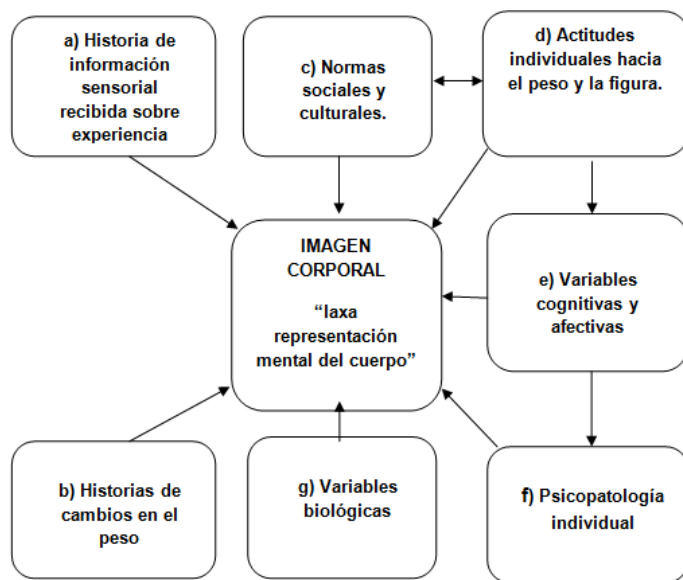 a) Historia de
información
sensorial
recibida sobre
experiencia
c) Normas
sociales y
culturales.
d) Actitudes
individuales hacia
el peso y la figura.
IMAGEN
CORPORAL
“laxa
representación
mental del cuerpo”
e) Variables
cognitivas y
afectivas
b) Historias de
cambios en el
peso
g) Variables
biológicas
f) Psicopatología
individual